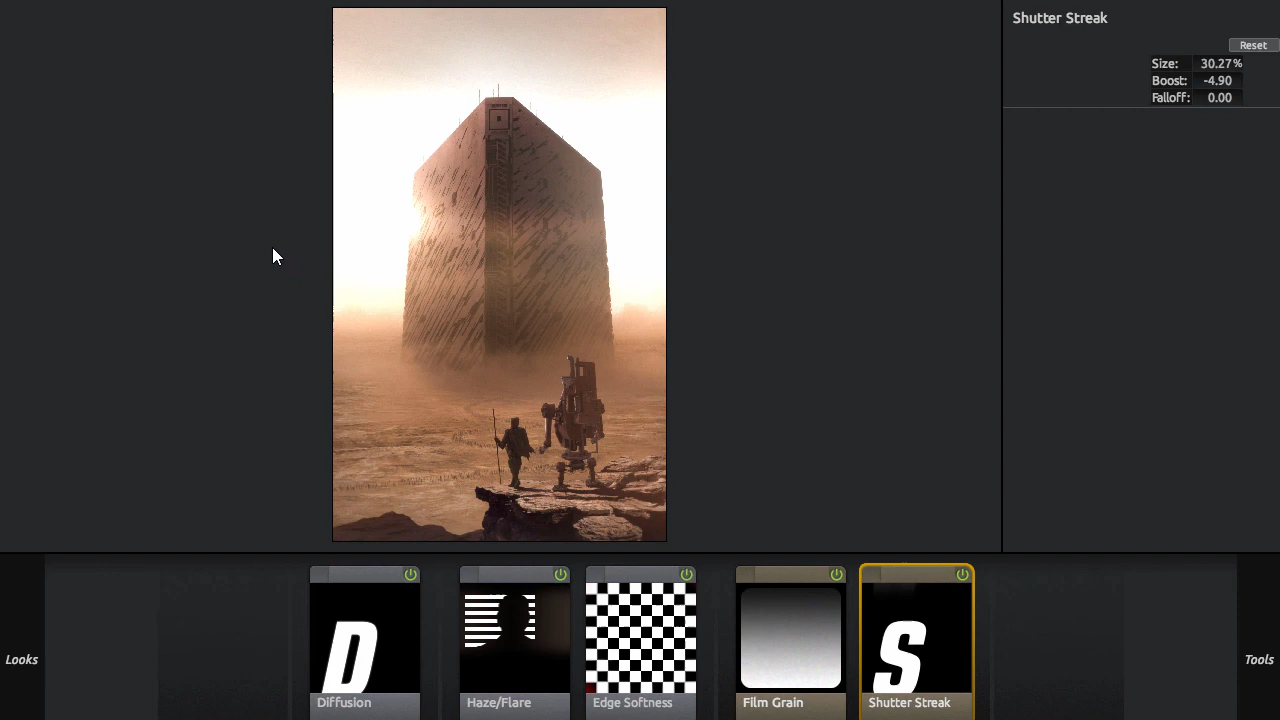 Shutter Streak
Reset
Size: 30.27%
Boost: -4.90
Falloff: 0.00
Looks
Tools
D
S
Diffusion
Haze/Flare
Edge Softness
Film Grain
Shutter Streak